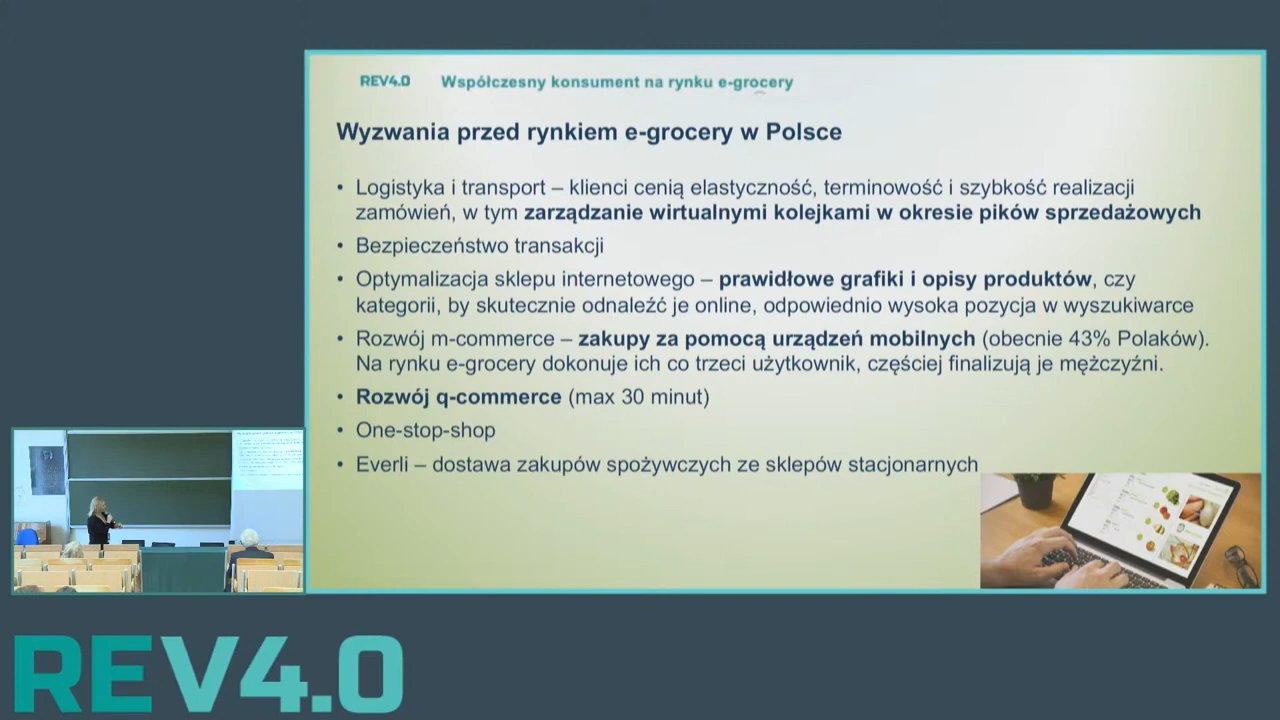 REV4.0 Współczesny konsument na rynku e-grocery
Wyzwania przed rynkiem e-grocery w Polsce
• Logistyka i transport – klienci cenią elastyczność, terminowość i szybkość realizacji
zamówień, w tym zarządzanie wirtualnymi kolejkami w okresie pików sprzedażowych
• Bezpieczeństwo transakcji
• Optymalizacja sklepu internetowego – prawidłowe grafiki i opisy produktów, czy
kategorii, by skutecznie odnaleźć je online, odpowiednio wysoka pozycja w wyszukiwarce
• Rozwój m-commerce – zakupy za pomocą urządzeń mobilnych (obecnie 43% Polaków).
Na rynku e-grocery dokonuje ich co trzeci użytkownik, częściej finalizują je mężczyźni.
• Rozwój q-commerce (max 30 minut)
• One-stop-shop
• Everli – dostawa zakupów spożywczych ze sklepów stacjonarnych
REV4.0